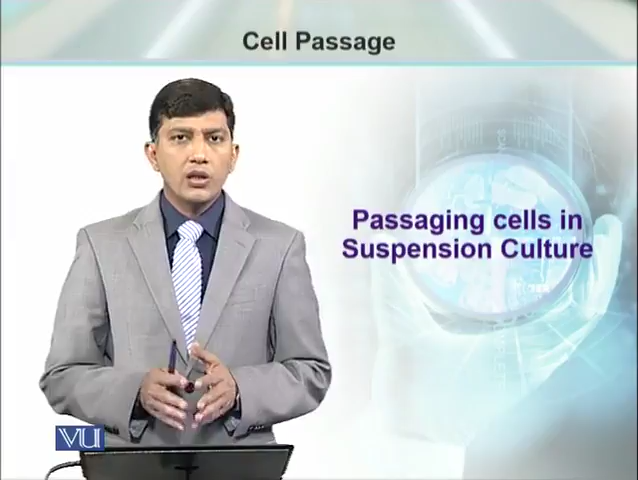 Cell Passage
Passaging cells in
Suspension Culture
VU